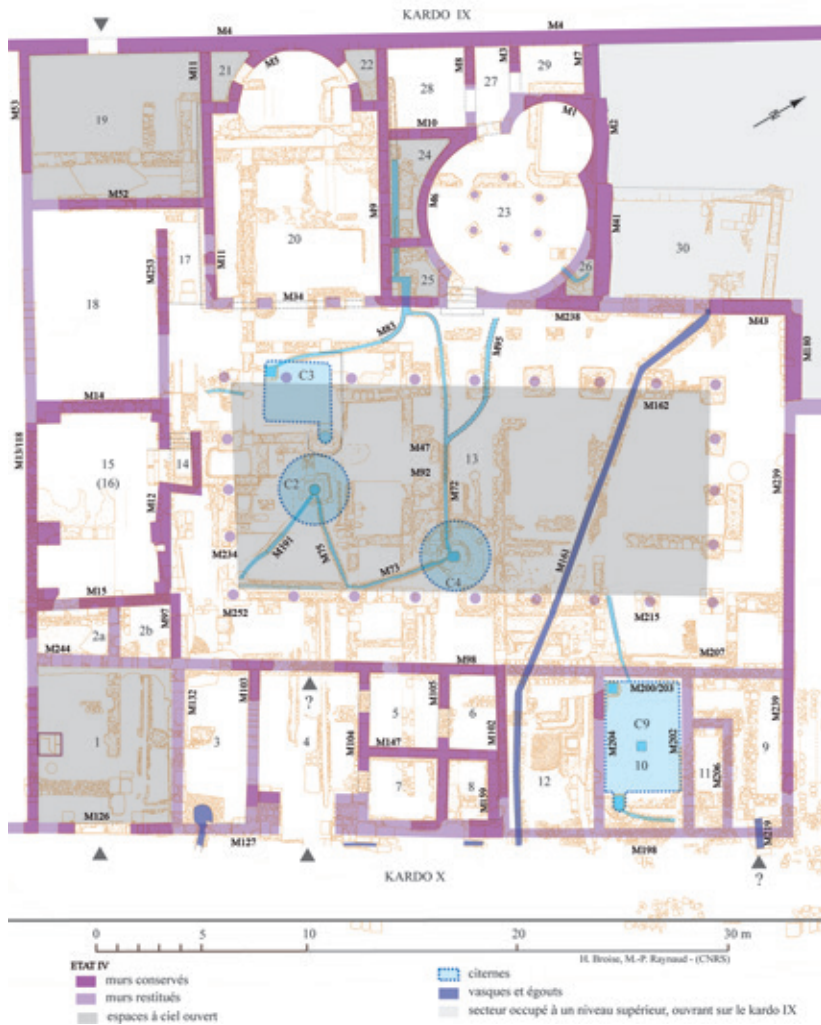 KARDO IX
M4
M4
M53
M11
21
M5
22
28
M8
27
M3
29
M7
19
M10
M1
M2
24
M52
M6
23
M9
M41
20
M253
17
M11
25
26
30
18
M34
M83
M238
M43
M95
M180
C3
M14
M162
M13/118
M47
15
(16)
14
M92
13
M239
M12
C2
M72
M234
M191
M75
M161
M73
C4
M15
M252
M215
M97
2a
2b
M244
M207
M98
?
M132
M103
M105
M102
M200/203
M239
1
3
4
5
6
C9
M204
M202
9
M104
M147
10
12
11
M206
7
8
M159
M126
M127
M198
M219
KARDO X
?
0 5 10 20 30 m
H. Broise, M.-P. Raynaud - (CNRS)
ETAT IV
murs conservés
murs restitués
espaces à ciel ouvert
citernes
vasques et égouts
secteur occupé à un niveau supérieur, ouvrant sur le kardo IX